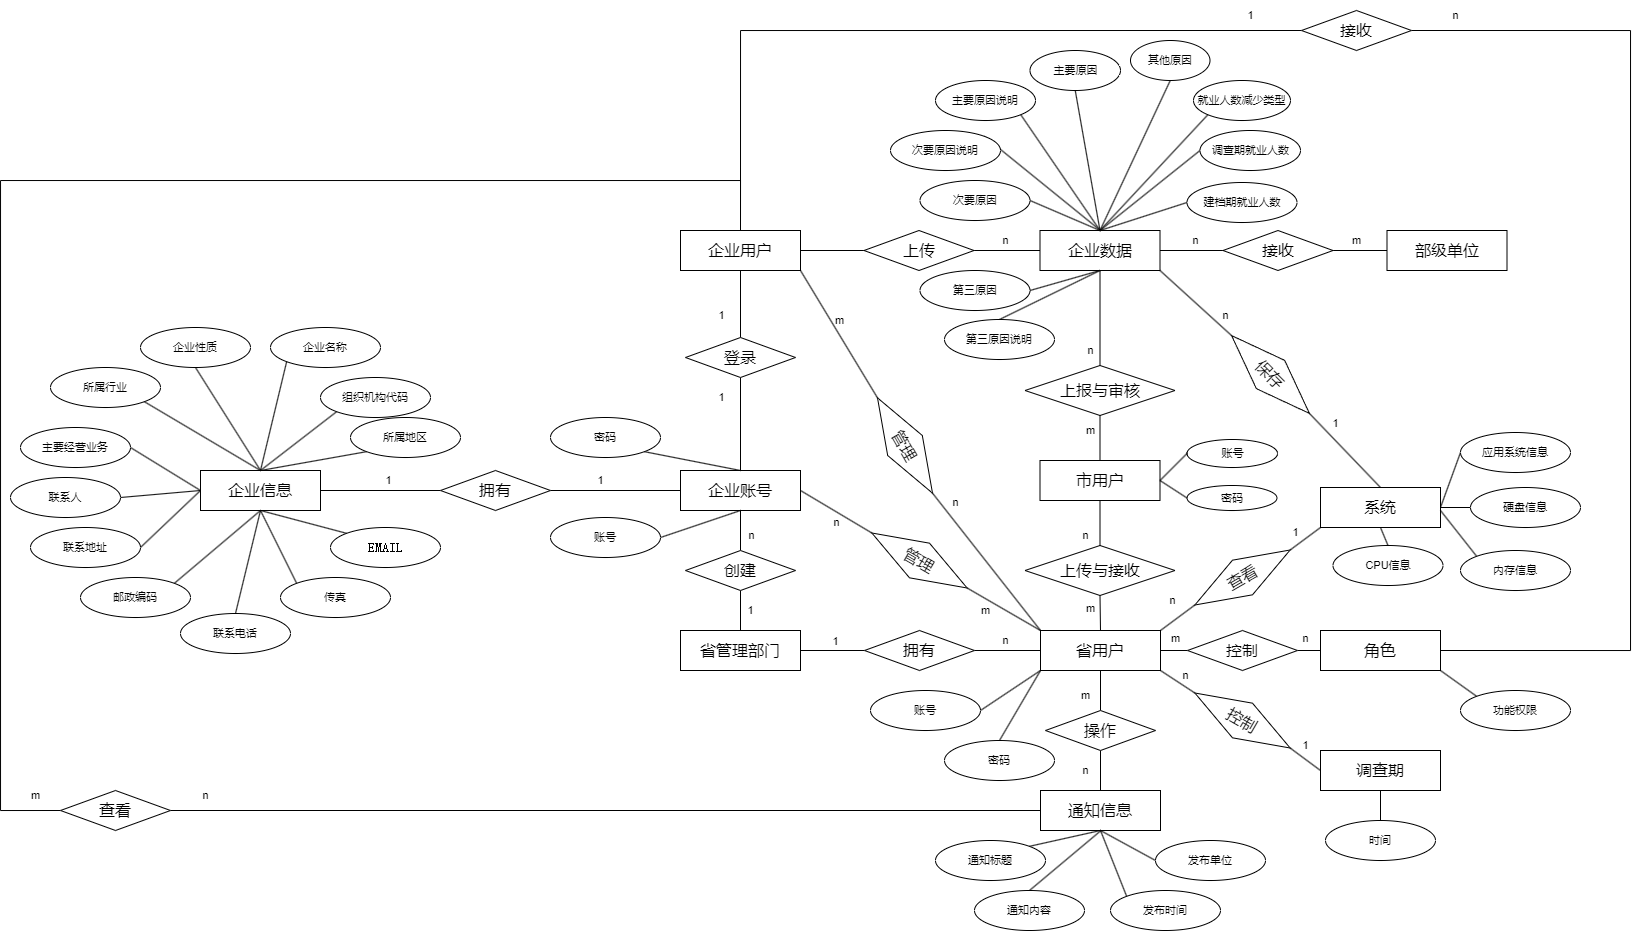 1
接收
n
其他原因
主要原因
主要原因说明
就业人数减少类型
次要原因说明
调查期就业人数
次要原因
建档期就业人数
企业用户
上传
n
企业数据
n
接收
m
部级单位
第三原因
1
m
n
第三原因说明
企业性质
企业名称
登录
n
保存
所属行业
组织机构代码
1
上报与审核
1
所属地区
密码
管理
m
主要经营业务
账号
应用系统信息
企业信息
1
拥有
1
企业账号
市用户
联系人
密码
n
系统
硬盘信息
n
账号
n
1
联系地址
EMAIL
管理
CPU信息
创建
上传与接收
查看
内存信息
邮政编码
传真
1
m
m
n
联系电话
省管理部门
1
拥有
n
省用户
m
控制
n
角色
n
账号
m
控制
功能权限
操作
1
密码
n
调查期
m
查看
n
通知信息
时间
通知标题
发布单位
通知内容
发布时间